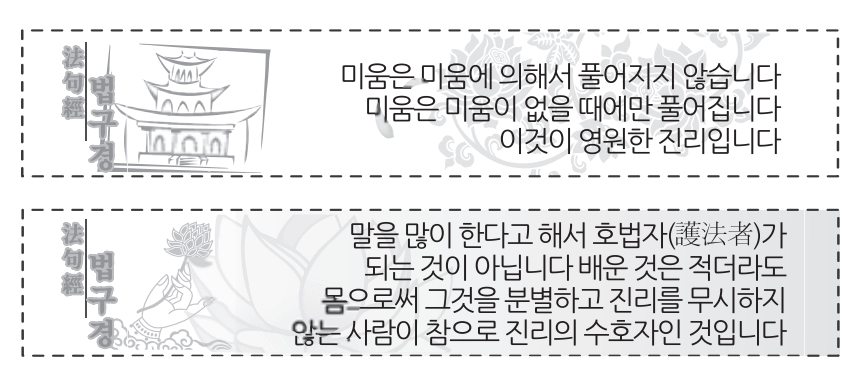 法句經
법구경
미움은 미움에 의해서 풀어지지 않습니다
미움은 미움이 없을 때에만 풀어집니다
이것이 영원한 진리입니다
法句經
법구경
말을 많이 한다고 해서 호법자(護法者)가
되는 것이 아닙니다 배운 것은 적더라도
몸으로써 그것을 분별하고 진리를 무시하지
않는 사람이 참으로 진리의 수호자인 것입니다